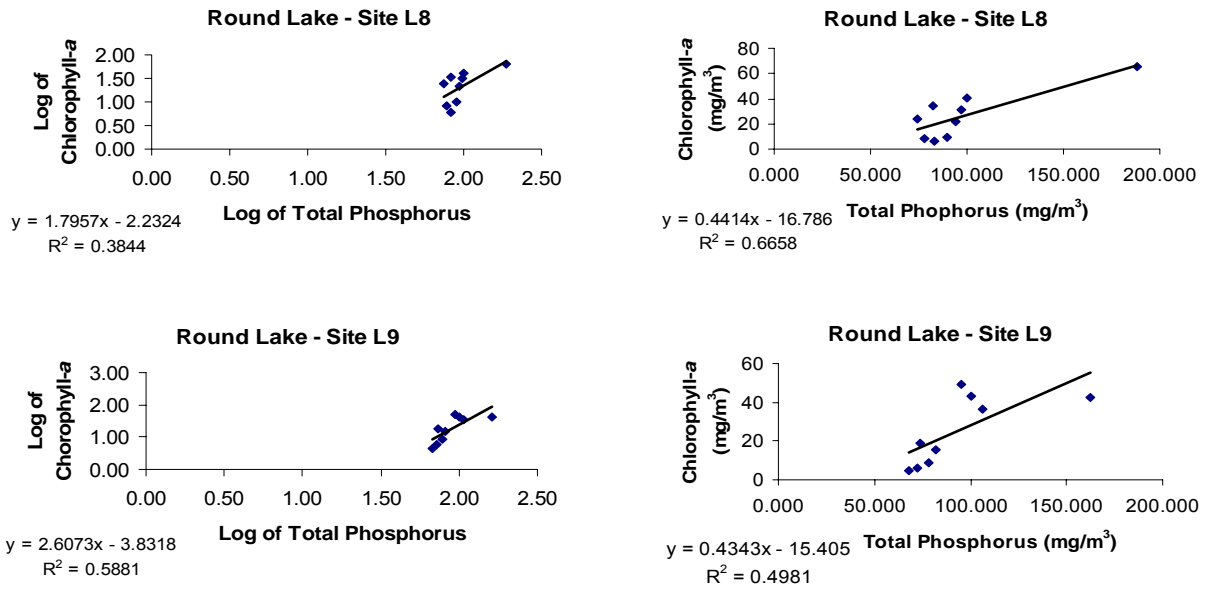 Round Lake - Site L8
Log of
Chlorophyll-a
2.00
1.50
1.00
0.50
0.00
0.00 0.50 1.00 1.50 2.00 2.50
Log of Total Phosphorus
y = 1.7957x - 2.2324
R² = 0.3844
Round Lake - Site L8
Chlorophyll-a
(mg/m³)
80
60
40
20
0
0.000 50.000 100.000 150.000 200.000
Total Phophorus (mg/m³)
y = 0.4414x - 16.786
R² = 0.6658
Round Lake - Site L9
Log of
Chorophyll-a
3.00
2.00
1.00
0.00
0.00 0.50 1.00 1.50 2.00 2.50
Log of Total Phosphorus
y = 2.6073x - 3.8318
R² = 0.5881
Round Lake - Site L9
Chlorophyll-a
(mg/m³)
60
40
20
0
0.000 50.000 100.000 150.000 200.000
Total Phosphorus (mg/m³)
y = 0.4343x - 15.405
R² = 0.4981